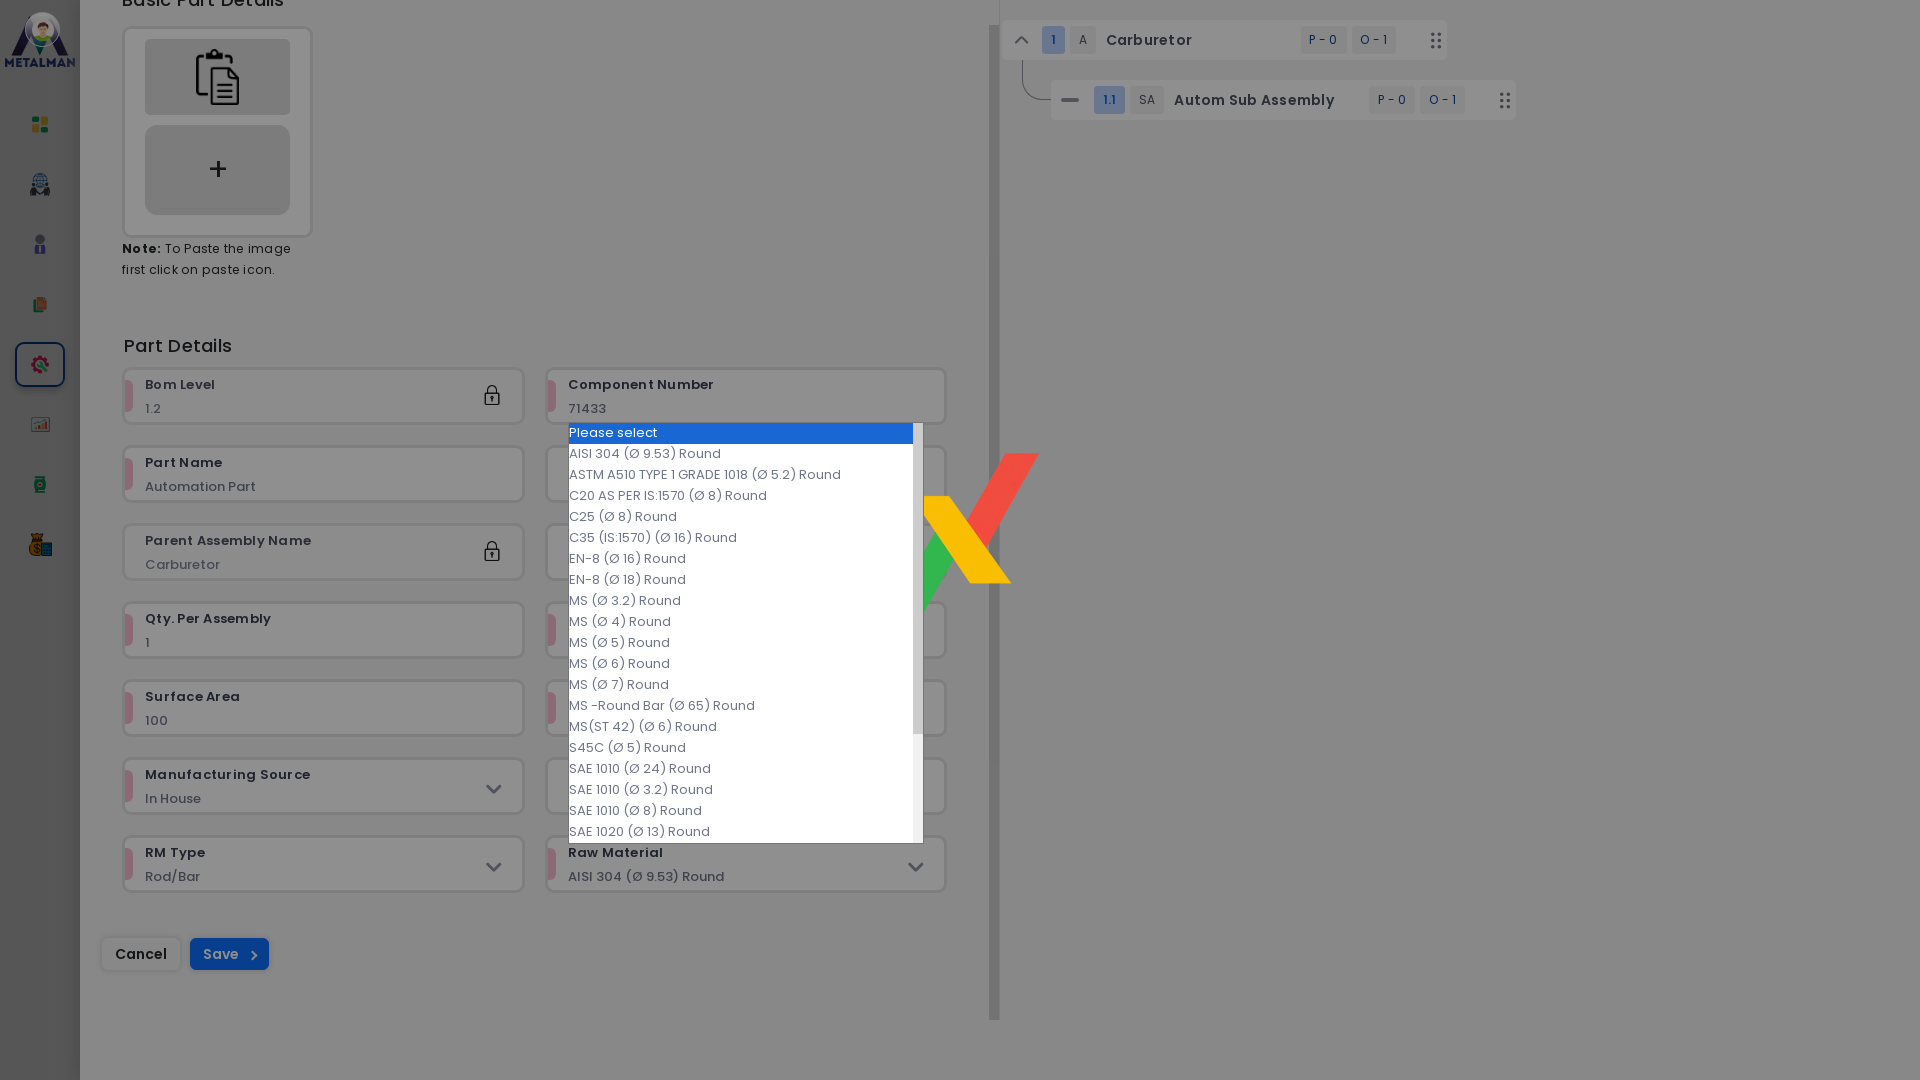 Basic Part Details
METALMAN
+
Note: To Paste the image
first click on paste icon.
1
A
Carburetor
P - 0
O - 1
1.1
SA
Autom Sub Assembly
P - 0
O - 1
Part Details
Bom Level
1.2
Component Number
71433
Part Name
Automation Part
Parent Assembly Name
Carburetor
Qty. Per Assembly
1
Surface Area
100
Manufacturing Source
In House
RM Type
Rod/Bar
Please select
AISI 304 (Ø 9.53) Round
ASTM A510 TYPE 1 GRADE 1018 (Ø 5.2) Round
C20 AS PER IS:1570 (Ø 8) Round
C25 (Ø 8) Round
C35 (IS:1570) (Ø 16) Round
EN-8 (Ø 16) Round
EN-8 (Ø 18) Round
MS (Ø 3.2) Round
MS (Ø 4) Round
MS (Ø 5) Round
MS (Ø 6) Round
MS (Ø 7) Round
MS -Round Bar (Ø 65) Round
MS(ST 42) (Ø 6) Round
S45C (Ø 5) Round
SAE 1010 (Ø 24) Round
SAE 1010 (Ø 3.2) Round
SAE 1010 (Ø 8) Round
SAE 1020 (Ø 13) Round
Raw Material
AISI 304 (Ø 9.53) Round
Cancel
Save